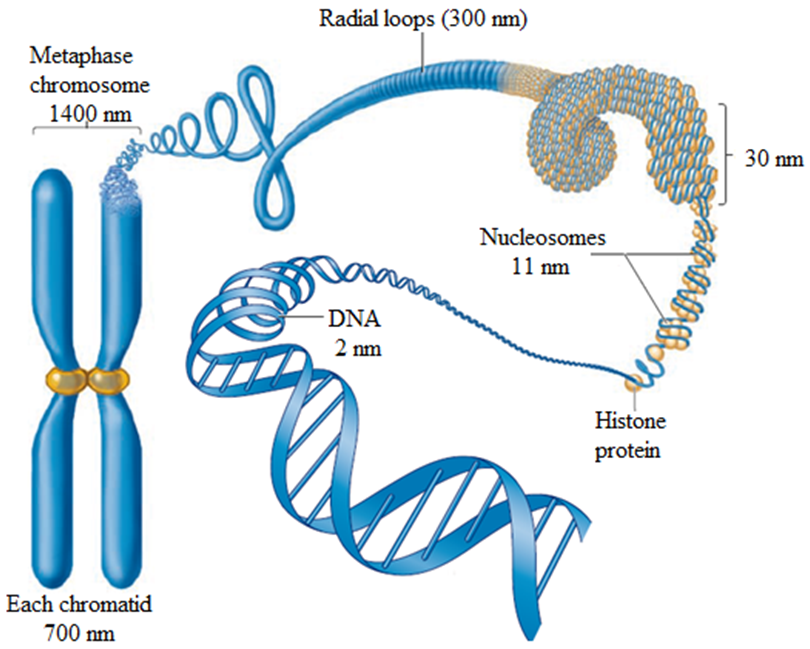 Radial loops (300 nm)
Metaphase
chromosome
1400 nm
30 nm
Nucleosomes
11 nm
DNA
2 nm
Histone
protein
Each chromatid
700 nm